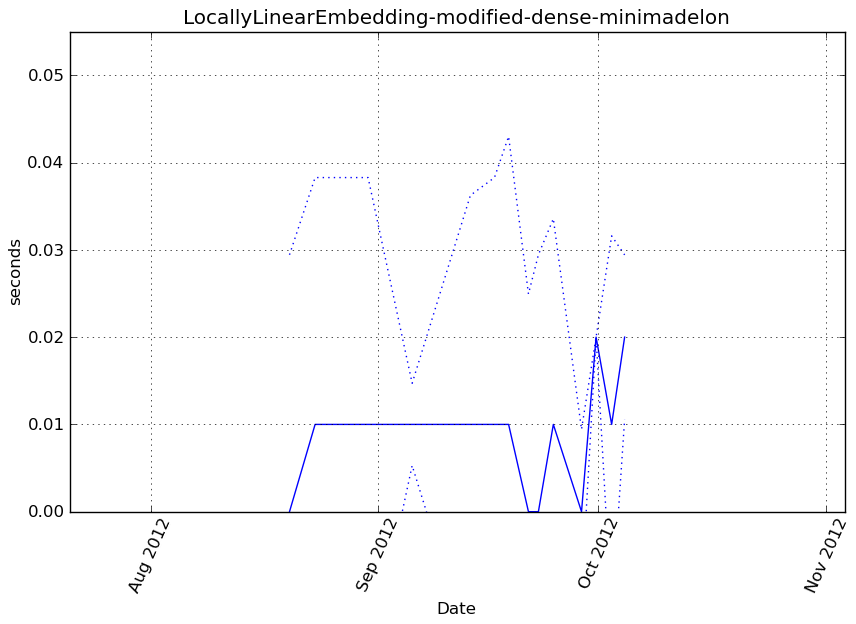 LocallyLinearEmbedding-modified-dense-minimadelon
0.05
0.04
0.03
0.02
0.01
0.00
seconds
Aug 2012
Sep 2012
Oct 2012
Nov 2012
Date